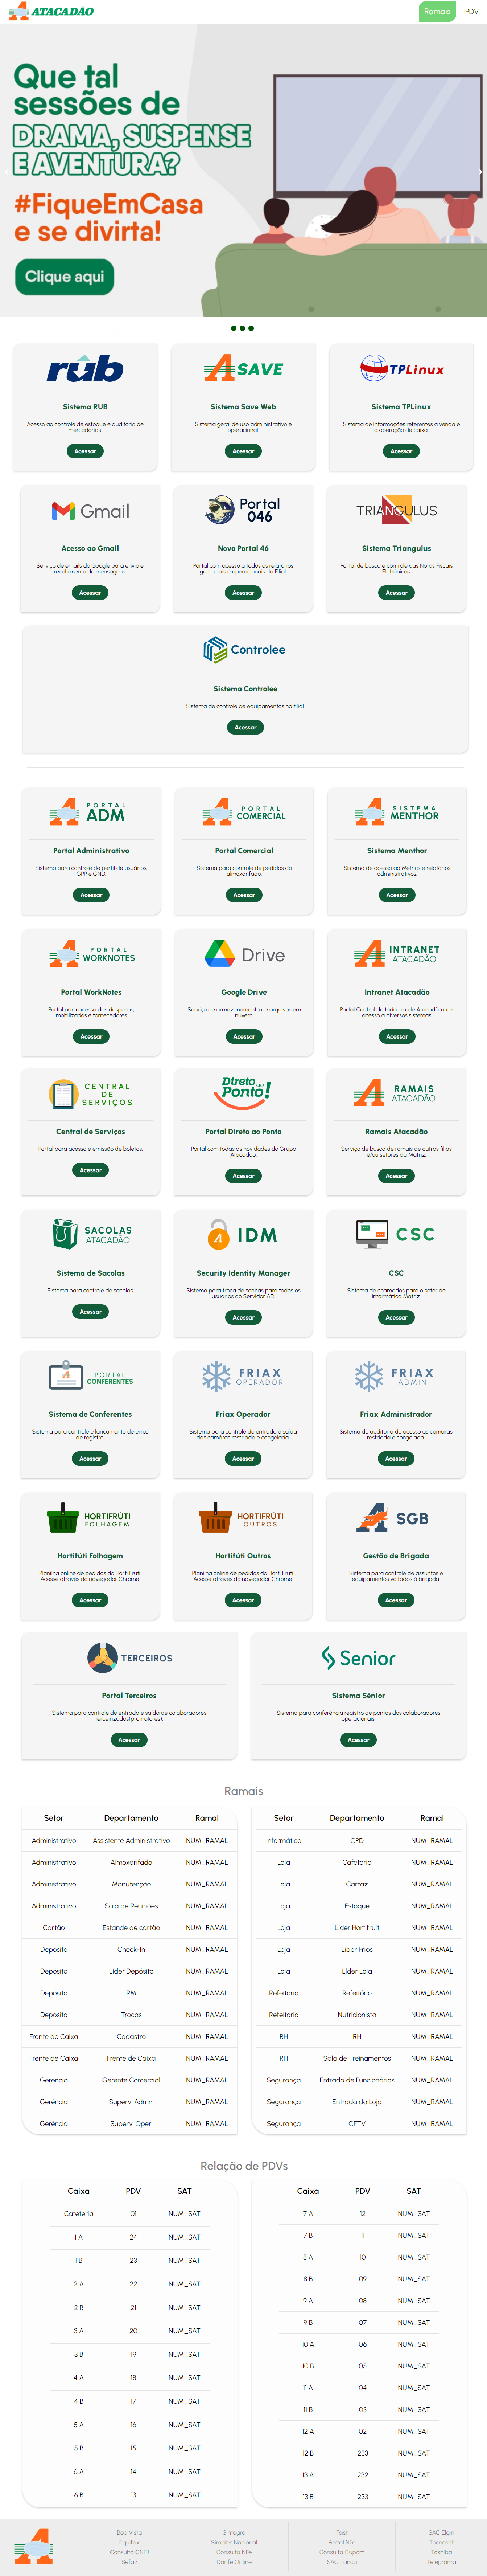 ATACADÃO
Ramais
PDV
Que tal
sessões de
DRAMA, SUSPENSE
E AVENTURA?
#FiqueEmCasa
e se divirta!
Clique aqui
rub
SAVE
TPLinux
Sistema RUB
Sistema Save Web
Sistema TPLinux
Acesso ao controle de estoque e auditoria de mercadorias.
Sistema geral de uso administrativo e operacional.
Sistema de Informações referentes à venda e a operação de caixa.
Acessar
Acessar
Acessar
Gmail
Portal 046
TRIANGULUS
Acesso ao Gmail
Novo Portal 46
Sistema Triangulus
Serviço de emails do Google para envio e recebimento de mensagens.
Portal com acesso a todos os relatórios gerenciais e operacionais da Filial.
Portal de busca e controle das Notas Fiscais Eletrônicas.
Acessar
Acessar
Acessar
Controlee
Sistema Controlee
Sistema de controle de equipamentos na filial.
Acessar
PORTAL ADM
PORTAL COMERCIAL
SISTEMA MENTHOR
Portal Administrativo
Portal Comercial
Sistema Menthor
Sistema para controle de perfil de usuários, GPP e GND.
Sistema para controle de pedidos do almoxarifado.
Sistema de acesso ao Metrics e relatórios administrativos.
Acessar
Acessar
Acessar
PORTAL WORKNOTES
Drive
INTRANET ATACADÃO
Portal WorkNotes
Google Drive
Intranet Atacadão
Portal para acesso das despesas, imobilizados e fornecedores.
Serviço de armazenamento de arquivos em nuvem.
Portal Central de toda a rede Atacadão com acesso a diversos sistemas.
Acessar
Acessar
Acessar
CENTRAL DE SERVIÇOS
Direto ao Ponto!
RAMAIS ATACADÃO
Central de Serviços
Portal Direto ao Ponto
Ramais Atacadão
Portal para acesso e emissão de boletos.
Portal com todas as novidades do Grupo Atacadão.
Serviço de busca de ramais de outras filias e/ou setores da Matriz.
Acessar
Acessar
Acessar
SACOLAS ATACADÃO
IDM
CSC
Sistema de Sacolas
Security Identity Manager
CSC
Sistema para controle de sacolas.
Sistema para troca de senhas para todos os usuários do Servidor AD.
Sistema de chamados para o setor de informática Matriz.
Acessar
Acessar
Acessar
PORTAL CONFERENTES
FRIAX OPERADOR
FRIAX ADMIN
Sistema de Conferentes
Friax Operador
Friax Administrador
Sistema para controle e lançamento de erros de registro.
Sistema para controle de entrada e saída das camâras resfriada e congelada.
Sistema de auditoria de acesso as camâras resfriada e congelada.
Acessar
Acessar
Acessar
HORTIFRÚTI FOLHAGEM
HORTIFRÚTI OUTROS
SGB
Hortifúti Folhagem
Hortifúti Outros
Gestão de Brigada
Planilha online de pedidos do Horti Fruti. Acesse através do navegador Chrome.
Planilha online de pedidos do Horti Fruti. Acesse através do navegador Chrome.
Sistema para controle de assuntos e equipamentos voltados à brigada.
Acessar
Acessar
Acessar
TERCEIROS
Senior
Portal Terceiros
Sistema Sênior
Sistema para controle de entrada e saída de colaboradores terceirizados(promotores).
Sistema para conferência registro de pontos dos colaboradores operacionais.
Acessar
Acessar
Ramais
Setor Departamento Ramal
Administrativo Assistente Administrativo NUM_RAMAL
Administrativo Almoxarifado NUM_RAMAL
Administrativo Manutenção NUM_RAMAL
Administrativo Sala de Reuniões NUM_RAMAL
Cartão Estande de cartão NUM_RAMAL
Depósito Check-In NUM_RAMAL
Depósito Líder Depósito NUM_RAMAL
Depósito RM NUM_RAMAL
Depósito Trocas NUM_RAMAL
Frente de Caixa Cadastro NUM_RAMAL
Frente de Caixa Frente de Caixa NUM_RAMAL
Gerência Gerente Comercial NUM_RAMAL
Gerência Superv. Admn. NUM_RAMAL
Gerência Superv. Oper. NUM_RAMAL
Setor Departamento Ramal
Informática CPD NUM_RAMAL
Loja Cafeteria NUM_RAMAL
Loja Cartaz NUM_RAMAL
Loja Estoque NUM_RAMAL
Loja Líder Hortifruit NUM_RAMAL
Loja Líder Frios NUM_RAMAL
Loja Líder Loja NUM_RAMAL
Refeitório Refeitório NUM_RAMAL
Refeitório Nutricionista NUM_RAMAL
RH RH NUM_RAMAL
RH Sala de Treinamentos NUM_RAMAL
Segurança Entrada de Funcionários NUM_RAMAL
Segurança Entrada da Loja NUM_RAMAL
Segurança CFTV NUM_RAMAL
Relação de PDVs
Caixa PDV SAT
Cafeteria 01 NUM_SAT
1 A 24 NUM_SAT
1 B 23 NUM_SAT
2 A 22 NUM_SAT
2 B 21 NUM_SAT
3 A 20 NUM_SAT
3 B 19 NUM_SAT
4 A 18 NUM_SAT
4 B 17 NUM_SAT
5 A 16 NUM_SAT
5 B 15 NUM_SAT
6 A 14 NUM_SAT
6 B 13 NUM_SAT
Caixa PDV SAT
7 A 12 NUM_SAT
7 B 11 NUM_SAT
8 A 10 NUM_SAT
8 B 09 NUM_SAT
9 A 08 NUM_SAT
9 B 07 NUM_SAT
10 A 06 NUM_SAT
10 B 05 NUM_SAT
11 A 04 NUM_SAT
11 B 03 NUM_SAT
12 A 02 NUM_SAT
12 B 233 NUM_SAT
13 A 232 NUM_SAT
13 B 233 NUM_SAT
Boa Vista
Equifax
Consulta CNPJ
Sefaz
Sintegra
Simples Nacional
Consulta Nfe
Danfe Online
Fisist
Portal NFe
Consulta Cupom
SAC Tanca
SAC Elgin
Tecnoset
Toshiba
Telegrama